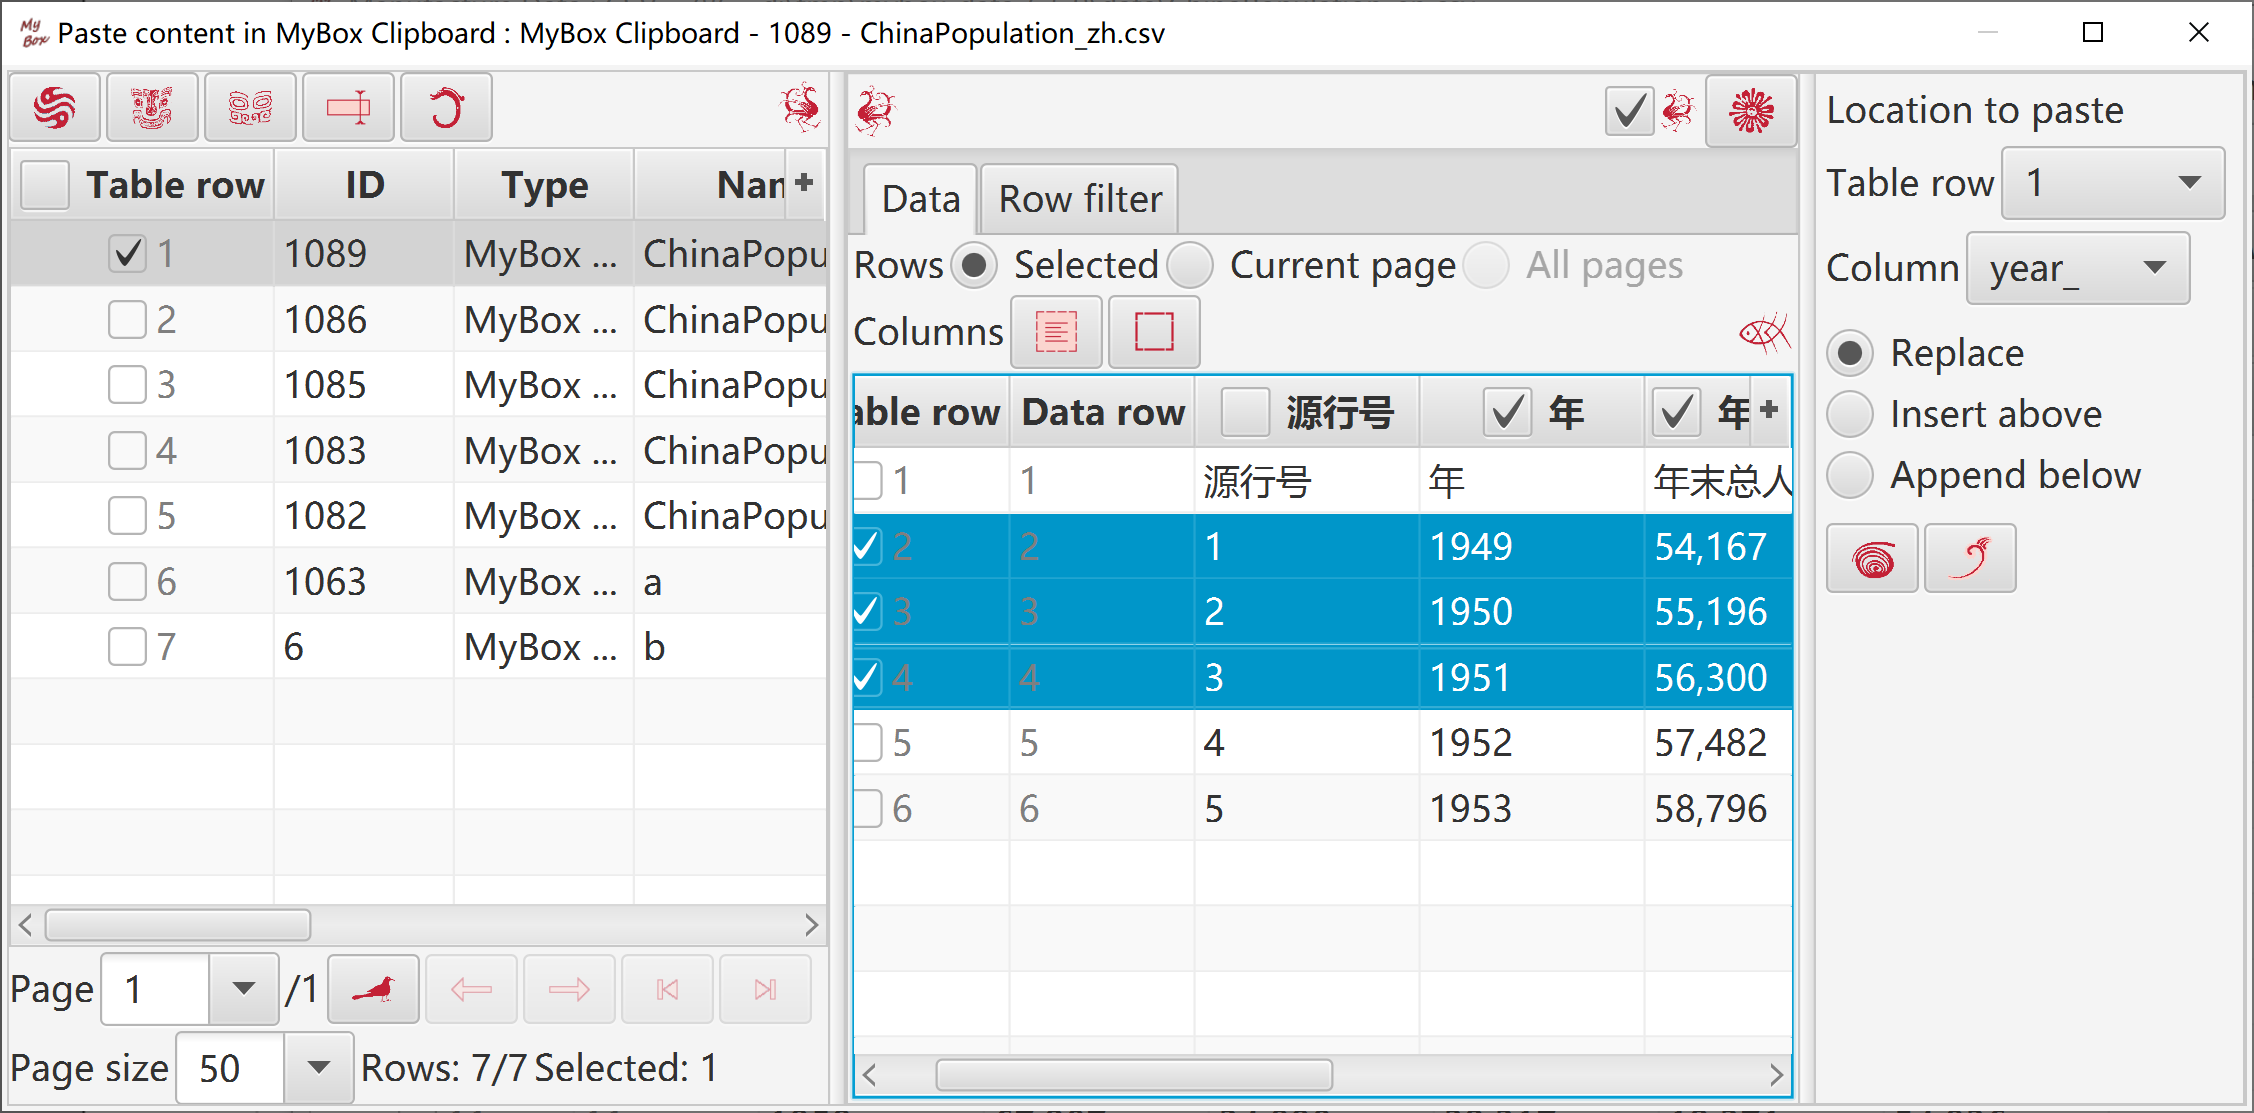 My Box Paste content in MyBox Clipboard : MyBox Clipboard - 1089 - ChinaPopulation_zh.csv
Table row ID Type Nan +
1 1089 MyBox ... ChinaPopu
2 1086 MyBox ... ChinaPopu
3 1085 MyBox ... ChinaPopu
4 1083 MyBox ... ChinaPopu
5 1082 MyBox ... ChinaPopu
6 1063 MyBox ... a
7 6 MyBox ... b
Page 1 /1
Page size 50 Rows: 7/7 Selected: 1
Data Row filter
Rows Selected Current page All pages
Columns
able row Data row 源行号 年 年 +
1 1 源行号 年 年末总人
2 2 1 1949 54,167
3 3 2 1950 55,196
4 4 3 1951 56,300
5 5 4 1952 57,482
6 6 5 1953 58,796
Location to paste
Table row 1
Column year_
Replace
Insert above
Append below